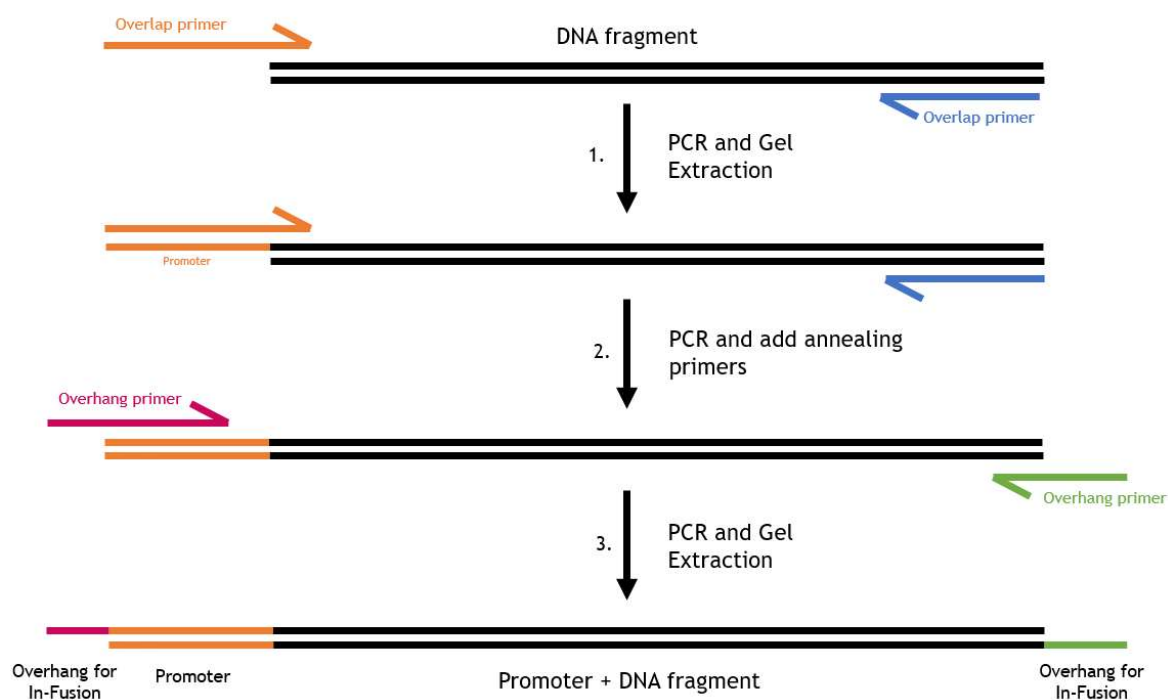 Overlap primer
DNA fragment
Overlap primer
1.
PCR and Gel
Extraction
Promoter
2.
PCR and add annealing
primers
Overhang primer
Overhang primer
3.
PCR and Gel
Extraction
Overhang for
In-Fusion
Promoter
Promoter + DNA fragment
Overhang for
In-Fusion